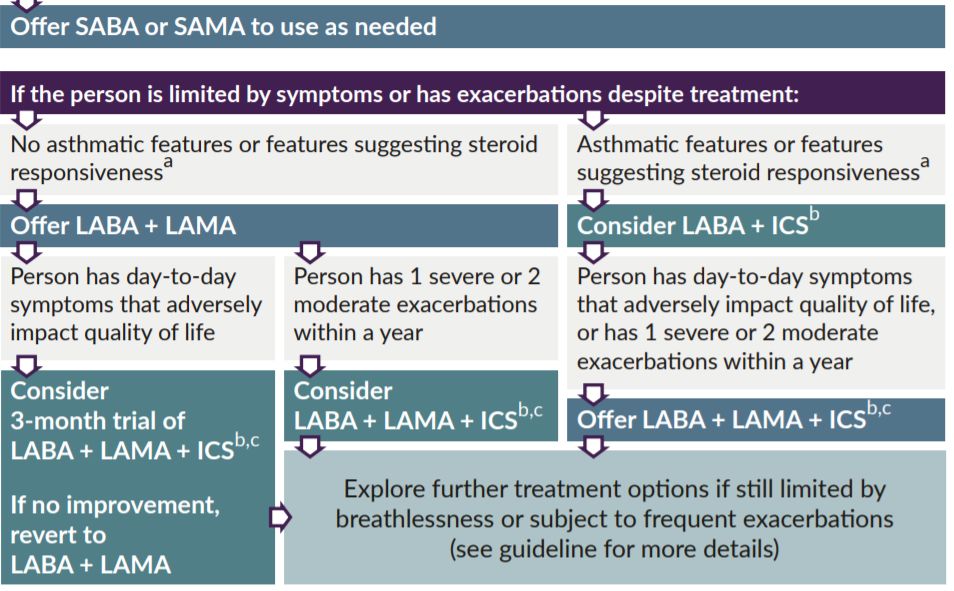 Offer SABA or SAMA to use as needed
If the person is limited by symptoms or has exacerbations despite treatment:
No asthmatic features or features suggesting steroid
responsivenessᵃ
Offer LABA + LAMA
Person has day-to-day
symptoms that adversely
impact quality of life
Consider
3-month trial of
LABA + LAMA + ICSᵇ,ᶜ
If no improvement,
revert to
LABA + LAMA
Person has 1 severe or 2
moderate exacerbations
within a year
Consider
LABA + LAMA + ICSᵇ,ᶜ
Asthmatic features or features
suggesting steroid responsivenessᵃ
Consider LABA + ICSᵇ
Person has day-to-day symptoms
that adversely impact quality of life,
or has 1 severe or 2 moderate
exacerbations within a year
Offer LABA + LAMA + ICSᵇ,ᶜ
Explore further treatment options if still limited by
breathlessness or subject to frequent exacerbations
(see guideline for more details)